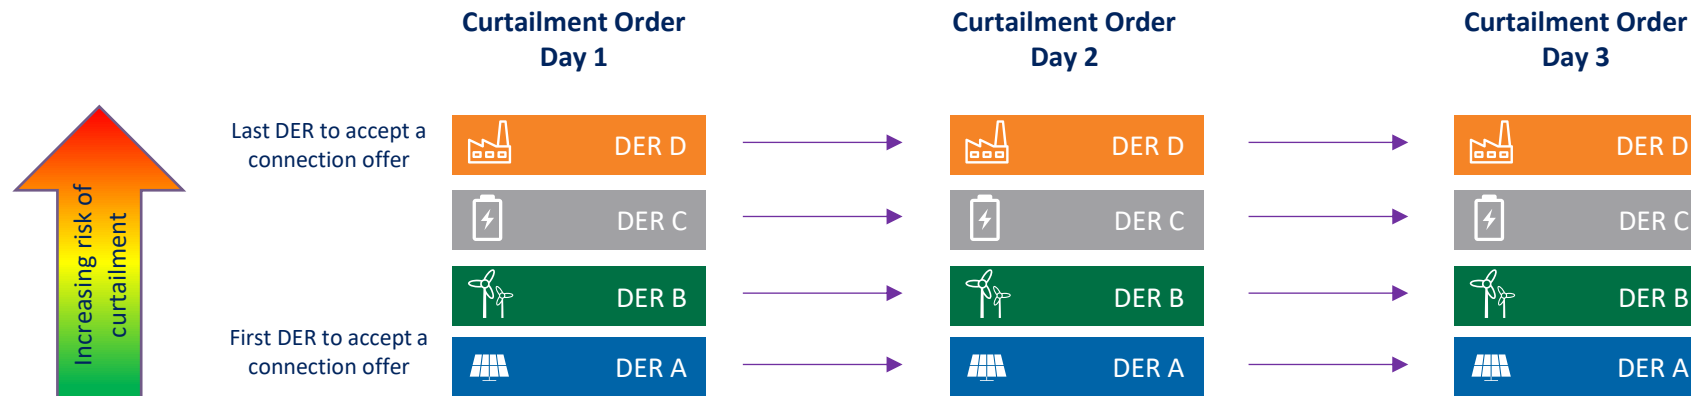 Curtailment Order
Day 1
Curtailment Order
Day 2
Curtailment Order
Day 3
Increasing risk of
curtailment
Last DER to accept a
connection offer
DER D
DER D
DER D
DER C
DER C
DER C
DER B
DER B
DER B
First DER to accept a
connection offer
DER A
DER A
DER A